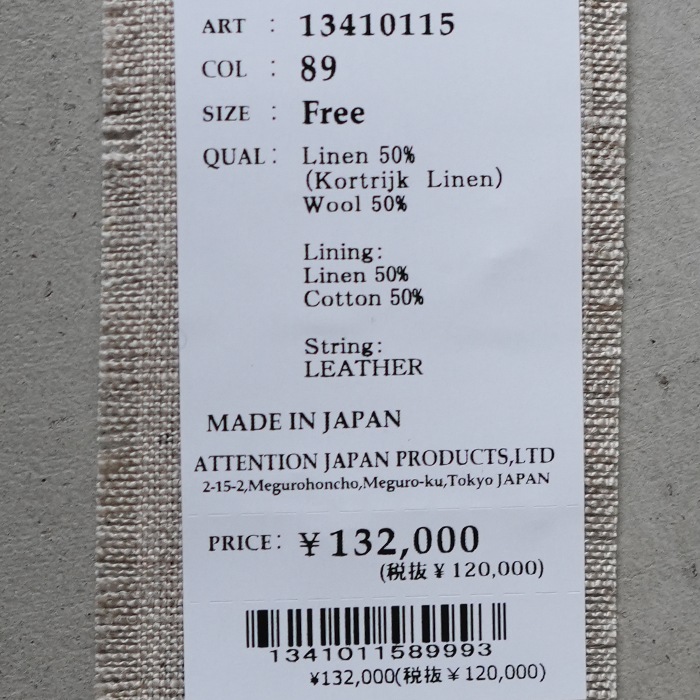 ART : 13410115
COL : 89
SIZE : Free
QUAL: Linen 50%
(Kortrijk Linen)
Wool 50%
Lining:
Linen 50%
Cotton 50%
String:
LEATHER
MADE IN JAPAN
ATTENTION JAPAN PRODUCTS,LTD
2-15-2,Megurohoncho,Meguro-ku,Tokyo JAPAN
PRICE: ¥132,000
(税抜¥120,000)
1341011589993
¥132,000(税抜¥120,000)